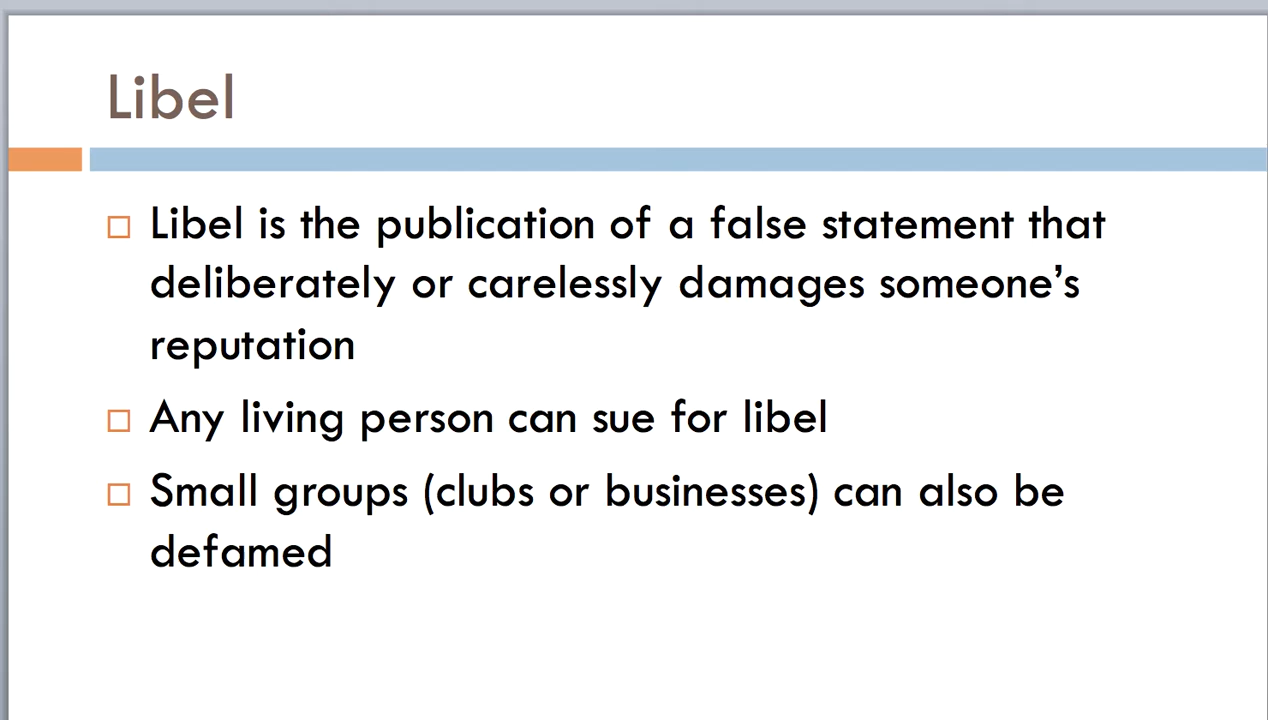 Libel
Libel is the publication of a false statement that
deliberately or carelessly damages someone’s
reputation
Any living person can sue for libel
Small groups (clubs or businesses) can also be
defamed